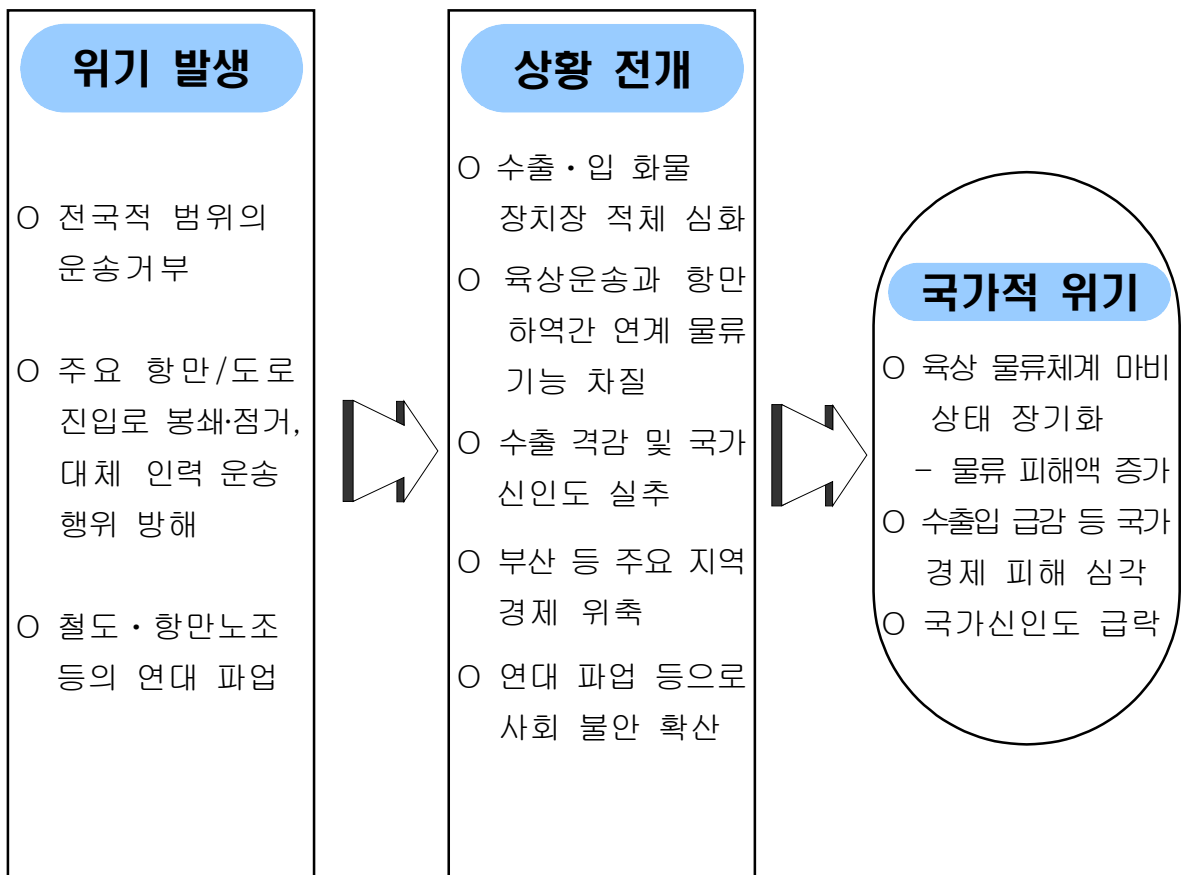 위기 발생
O 전국적 범위의
운송거부
O 주요 항만/도로
진입로 봉쇄·점거,
대체 인력 운송
행위 방해
O 철도・항만노조
등의 연대 파업
상황 전개
O 수출・입 화물
장치장 적체 심화
O 육상운송과 항만
하역간 연계 물류
기능 차질
O 수출 격감 및 국가
신인도 실추
O 부산 등 주요 지역
경제 위축
O 연대 파업 등으로
사회 불안 확산
국가적 위기
O 육상 물류체계 마비
상태 장기화
- 물류 피해액 증가
O 수출입 급감 등 국가
경제 피해 심각
O 국가신인도 급락